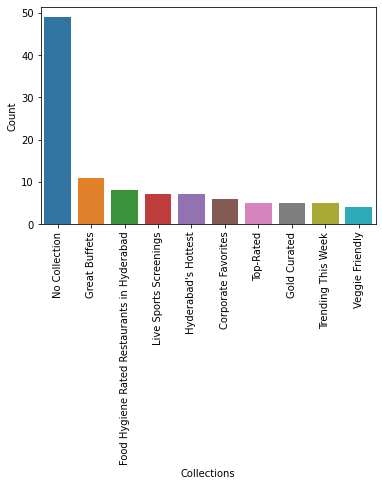 50
40
30
20
10
0
Count
No Collection
Great Buffets
Food Hygiene Rated Restaurants in Hyderabad
Live Sports Screenings
Hyderabad's Hottest
Corporate Favorites
Top-Rated
Gold Curated
Trending This Week
Veggie Friendly
Collections